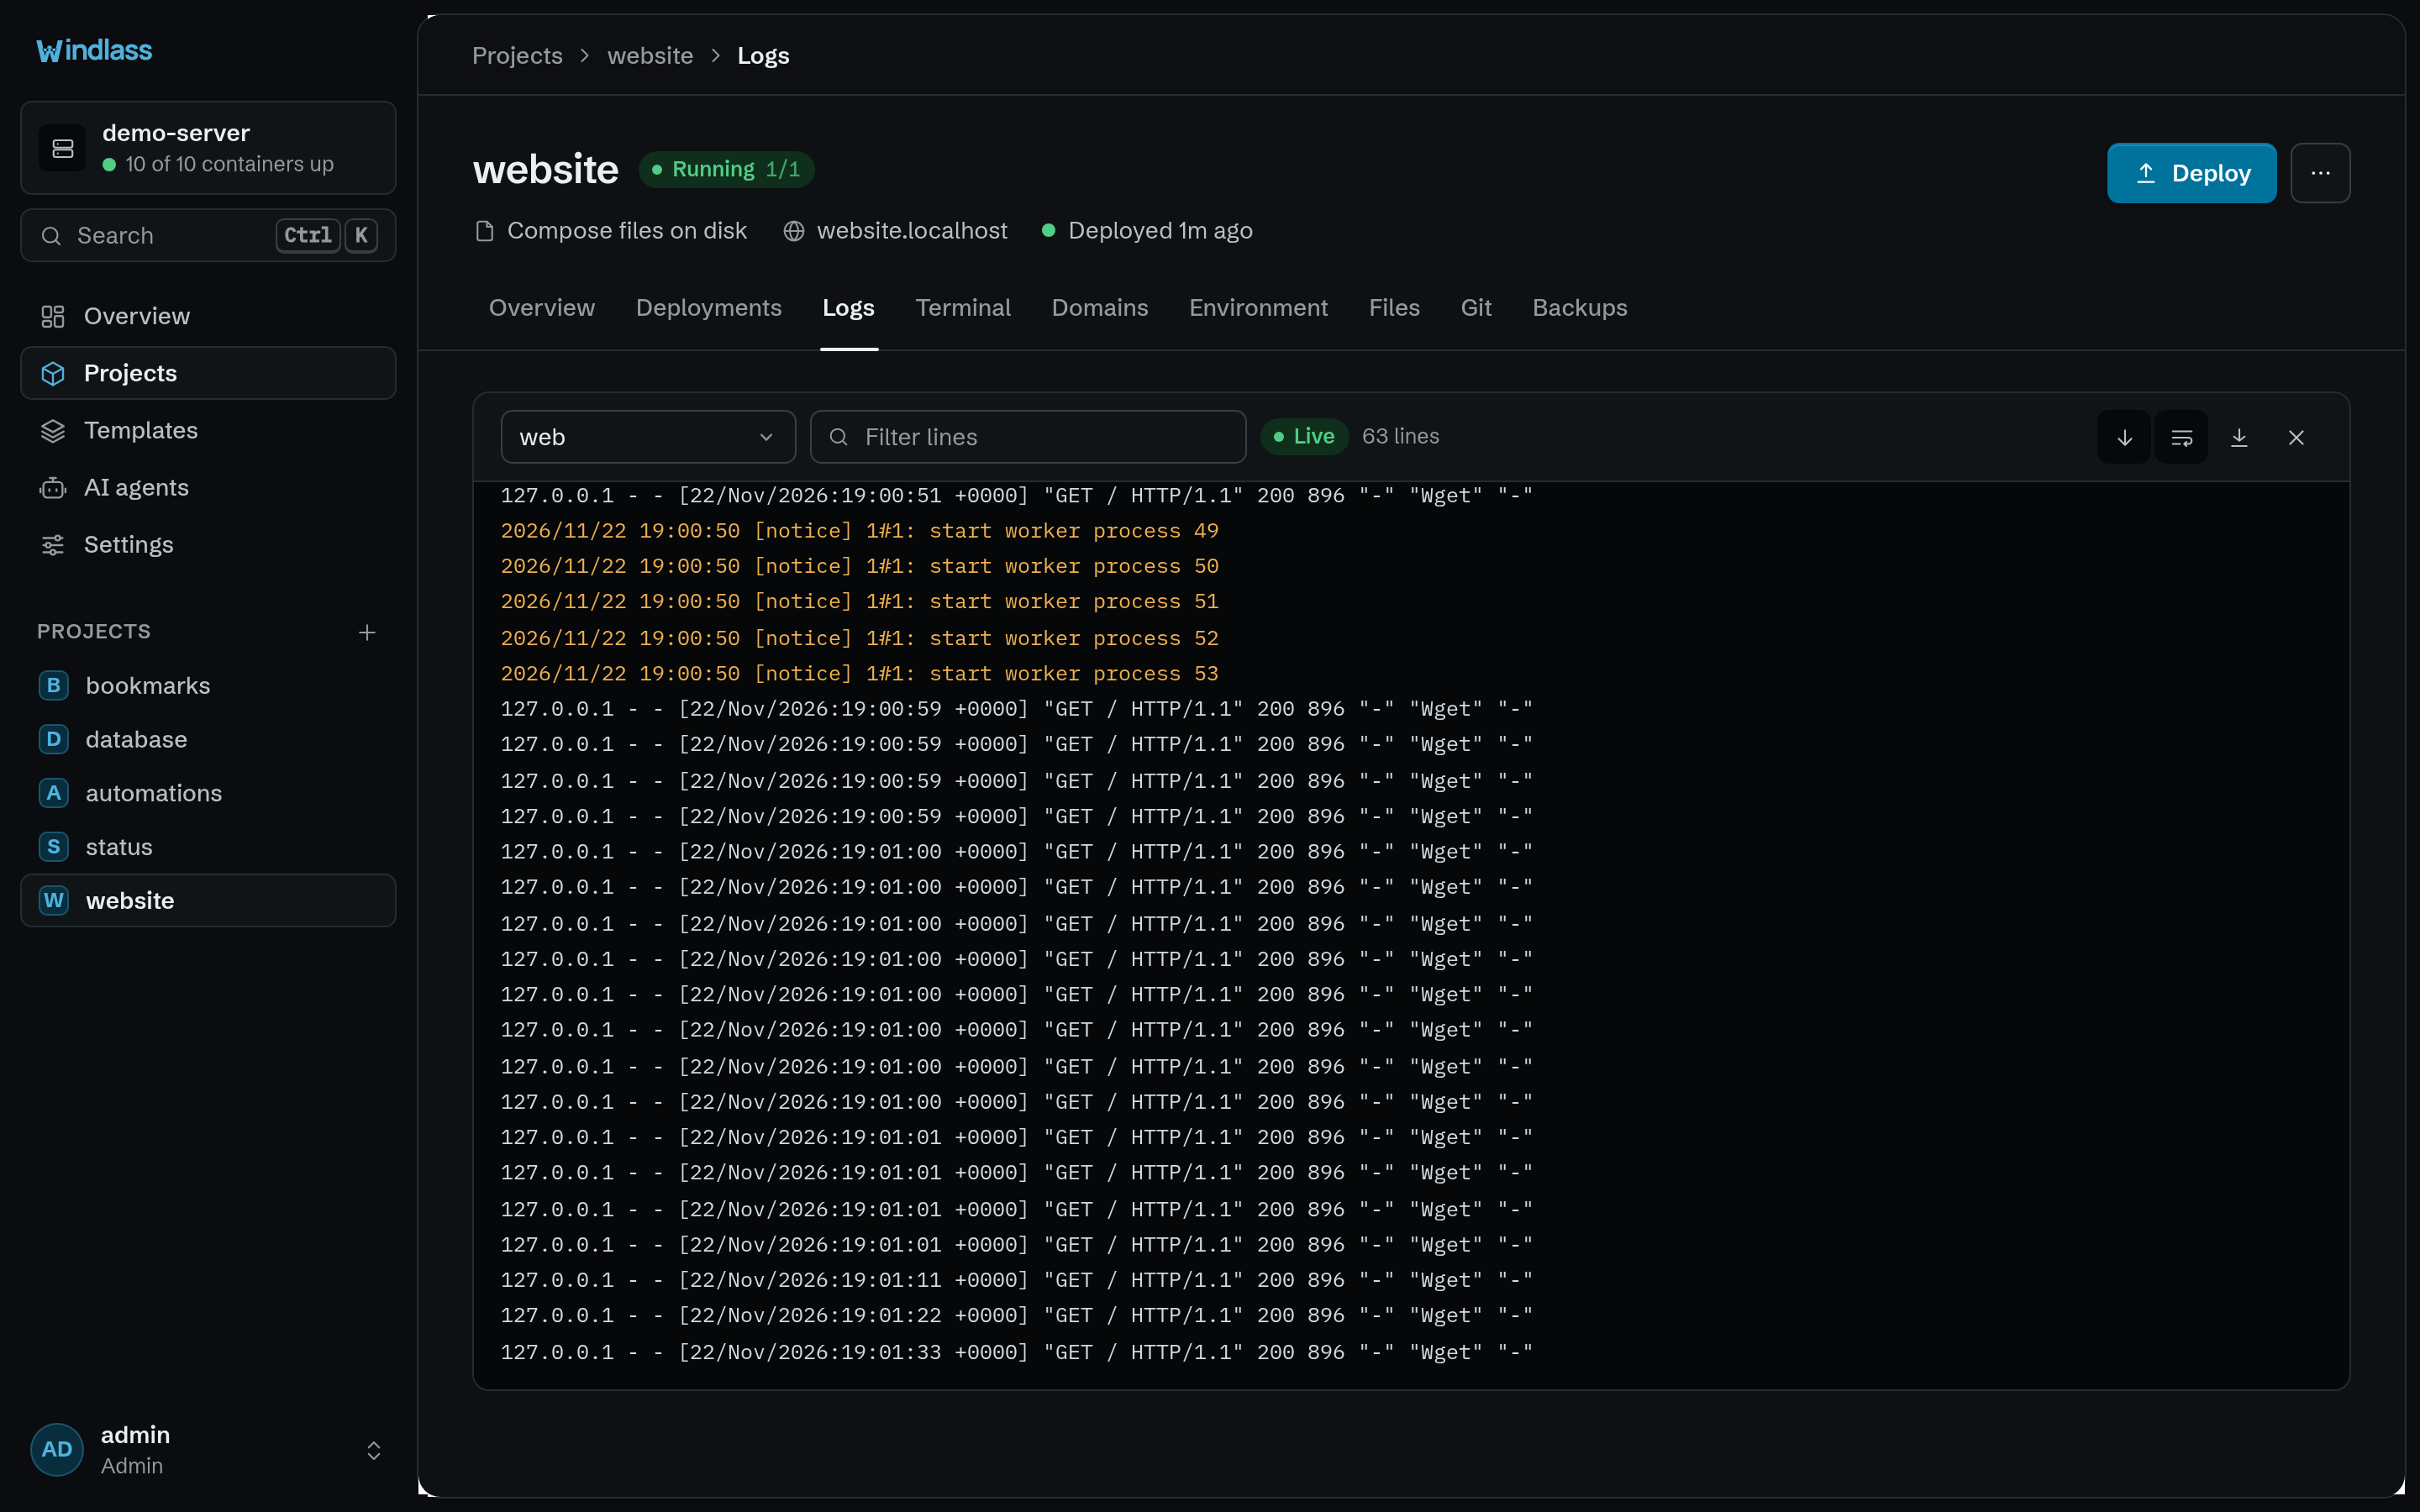 Windlass
demo-server
10 of 10 containers up
Search Ctrl K
Overview
Projects
Templates
AI agents
Settings
PROJECTS
B bookmarks
D database
A automations
S status
W website
AD admin
Admin
Projects website Logs
website Running 1/1
Deploy
Compose files on disk website.localhost Deployed 1m ago
Overview Deployments Logs Terminal Domains Environment Files Git Backups
web Filter lines Live 63 lines
127.0.0.1 - - [22/Nov/2026:19:00:51 +0000] "GET / HTTP/1.1" 200 896 "-" "Wget" "-"
2026/11/22 19:00:50 [notice] 1#1: start worker process 49
2026/11/22 19:00:50 [notice] 1#1: start worker process 50
2026/11/22 19:00:50 [notice] 1#1: start worker process 51
2026/11/22 19:00:50 [notice] 1#1: start worker process 52
2026/11/22 19:00:50 [notice] 1#1: start worker process 53
127.0.0.1 - - [22/Nov/2026:19:00:59 +0000] "GET / HTTP/1.1" 200 896 "-" "Wget" "-"
127.0.0.1 - - [22/Nov/2026:19:00:59 +0000] "GET / HTTP/1.1" 200 896 "-" "Wget" "-"
127.0.0.1 - - [22/Nov/2026:19:00:59 +0000] "GET / HTTP/1.1" 200 896 "-" "Wget" "-"
127.0.0.1 - - [22/Nov/2026:19:00:59 +0000] "GET / HTTP/1.1" 200 896 "-" "Wget" "-"
127.0.0.1 - - [22/Nov/2026:19:01:00 +0000] "GET / HTTP/1.1" 200 896 "-" "Wget" "-"
127.0.0.1 - - [22/Nov/2026:19:01:00 +0000] "GET / HTTP/1.1" 200 896 "-" "Wget" "-"
127.0.0.1 - - [22/Nov/2026:19:01:00 +0000] "GET / HTTP/1.1" 200 896 "-" "Wget" "-"
127.0.0.1 - - [22/Nov/2026:19:01:00 +0000] "GET / HTTP/1.1" 200 896 "-" "Wget" "-"
127.0.0.1 - - [22/Nov/2026:19:01:00 +0000] "GET / HTTP/1.1" 200 896 "-" "Wget" "-"
127.0.0.1 - - [22/Nov/2026:19:01:00 +0000] "GET / HTTP/1.1" 200 896 "-" "Wget" "-"
127.0.0.1 - - [22/Nov/2026:19:01:00 +0000] "GET / HTTP/1.1" 200 896 "-" "Wget" "-"
127.0.0.1 - - [22/Nov/2026:19:01:00 +0000] "GET / HTTP/1.1" 200 896 "-" "Wget" "-"
127.0.0.1 - - [22/Nov/2026:19:01:01 +0000] "GET / HTTP/1.1" 200 896 "-" "Wget" "-"
127.0.0.1 - - [22/Nov/2026:19:01:01 +0000] "GET / HTTP/1.1" 200 896 "-" "Wget" "-"
127.0.0.1 - - [22/Nov/2026:19:01:01 +0000] "GET / HTTP/1.1" 200 896 "-" "Wget" "-"
127.0.0.1 - - [22/Nov/2026:19:01:01 +0000] "GET / HTTP/1.1" 200 896 "-" "Wget" "-"
127.0.0.1 - - [22/Nov/2026:19:01:11 +0000] "GET / HTTP/1.1" 200 896 "-" "Wget" "-"
127.0.0.1 - - [22/Nov/2026:19:01:22 +0000] "GET / HTTP/1.1" 200 896 "-" "Wget" "-"
127.0.0.1 - - [22/Nov/2026:19:01:33 +0000] "GET / HTTP/1.1" 200 896 "-" "Wget" "-"